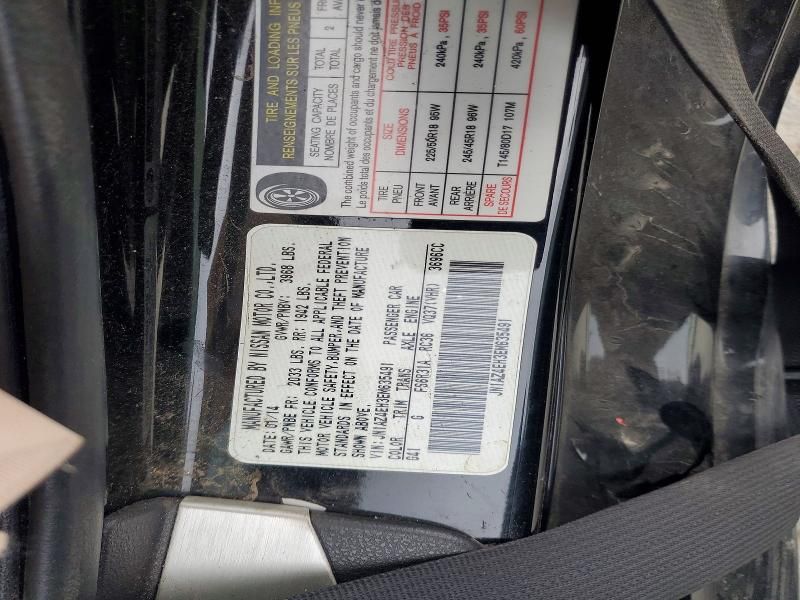 TIRE AND LOADING INF
RENSEIGNEMENTS SUR LES PNEUS
SEATING CAPACITY TOTAL 2 FR
NOMBRE DE PLACES TOTAL AV
The combined weight of occupants and cargo should never
Le poids total des occupants et du chargement ne doit jamais
TIRE SIZE COLD TIRE PRESSURE
PNEU DIMENSIONS PRESSION DES PNEUS A FROID
FRONT AVANT 225/50R18 95W 240kPa, 35PSI
REAR ARRIÈRE 245/45R18 96W 240kPa, 35PSI
SPARE DE SECOURS T145/80D17 107M 420kPa, 60PSI
MANUFACTURED BY NISSAN MOTOR CO.,LTD.
DATE: 01/14 GVWR/PNBV: 3968 LBS.
GAWR/PNBE FR: 2033 LBS. RR: 1942 LBS.
THIS VEHICLE CONFORMS TO ALL APPLICABLE FEDERAL
MOTOR VEHICLE SAFETY, BUMPER, AND THEFT PREVENTION
STANDARDS IN EFFECT ON THE DATE OF MANUFACTURE
SHOWN ABOVE.
VIN:JN1AZ4EH3EM635491 PASSENGER CAR
COLOR TRIM TRANS AXLE ENGINE
G41 G FS6R31A RC36 VQ37(VHR) 3696CC
JN1AZ4EH3EM635491